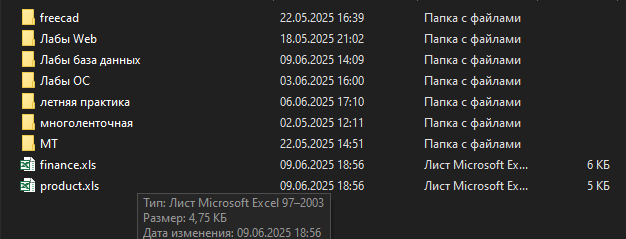 freecad 22.05.2025 16:39 Папка с файлами
Лабы Web 18.05.2025 21:02 Папка с файлами
Лабы база данных 09.06.2025 14:09 Папка с файлами
Лабы ОС 03.06.2025 16:00 Папка с файлами
летняя практика 06.06.2025 17:10 Папка с файлами
многоленточная 02.05.2025 12:11 Папка с файлами
МТ 22.05.2025 14:51 Папка с файлами
finance.xls 09.06.2025 18:56 Лист Microsoft Ex... 6 КБ
product.xls 09.06.2025 18:56 Лист Microsoft Ex... 5 КБ
Тип: Лист Microsoft Excel 97–2003
Размер: 4,75 КБ
Дата изменения: 09.06.2025 18:56